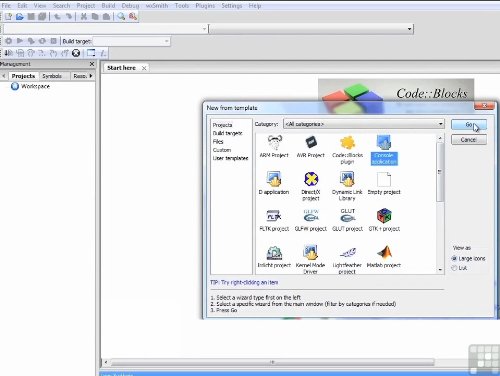 File Edit View Search Project Build Debug wxSmith Tools Plugins Settings Help
Build target:
Management
Projects Symbols Reso.
Workspace
Start here
Code::Blocks
New from template
Projects
Build targets
Files
Custom
User templates
Category: <All categories>
Go
Cancel
ARM Project
AVR Project
Code::Blocks plugin
Console application
D application
DirectX project
Dynamic Link Library
Empty project
FLTK project
GLFW project
GLUT project
GTK+ project
Irrlicht project
Kernel Mode Driver
Lightfeather project
Matlab project
View as
Large icons
List
TIP: Try right-clicking an item
1. Select a wizard type first on the left
2. Select a specific wizard from the main window (filter by categories if needed)
3. Press Go